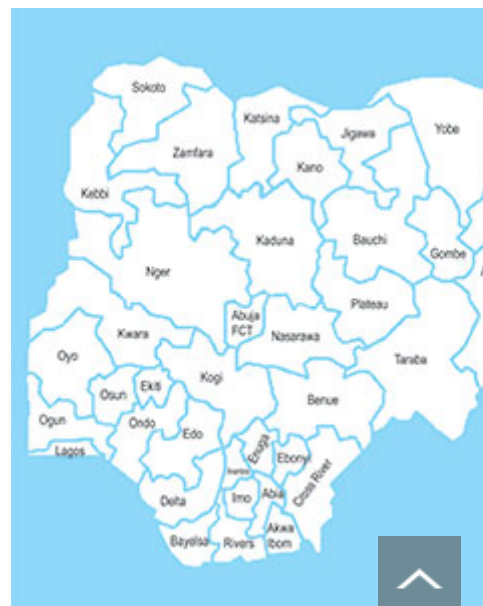 Sokoto
Katsina
Jigawa
Yobe
Zamfara
Kano
Kebbi
Kaduna
Bauchi
Gombe
Nger
Abuja
FCT
Plateau
Kwara
Nasarawa
Oyo
Taraba
Kogi
Osun
Ekiti
Benue
Ogun
Ondo
Edo
Lagos
Enugu
Ebonyi
Cross River
Delta
Imo
Abia
Akwa
Ibom
Bayelsa
Rivers